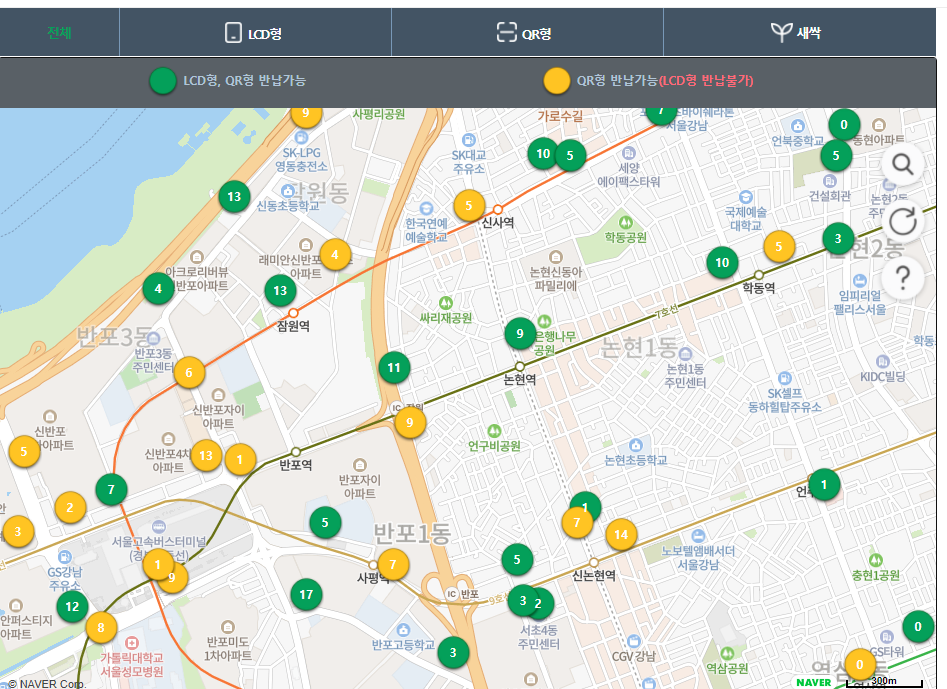 전체
LCD형
QR형
새싹
LCD형, QR형 반납가능
QR형 반납가능(LCD형 반납불가)
9
사평리공원
가로수길
7
서울강남
0
언북중학교
동현아파트
SK-LPG
영동충전소
SK대교
주유소
10
5
세양
에이팩스타워
5
건설회관
13
신동초등학교
잠원동
5
신사역
한국연예
예술학교
국제예술
대학교
논현2동
학동공원
4
래미안신반포
아파트
아크로리버뷰
신반포아파트
논현신동아
파밀리에
10
5
3
논현2동
학동역
임피리얼
팰리스서울
4
13
잠원역
싸리재공원
7호선
반포3동
반포3동
주민센터
9
은행나무
공원
논현1동
논현1동
주민센터
학동
KIDC빌딩
11
논현역
6
SK셀프
동하힐탑주유소
신반포자이
아파트
IC 잠원
9
신반포
아파트
5
신반포4차
아파트
13
1
반포역
언구비공원
논현초등학교
반포자이
아파트
7
2
3
1
5
반포1동
1
7
14
서울고속버스터미널
1
9
GS강남
주유소
7
사평역
5
신논현역
노보텔앰배서더
서울강남
충현1공원
12
17
IC 반포
9호선
3
2
서초4동
주민센터
8
가톨릭대학교
서울성모병원
반포미도
1차아파트
반포고등학교
3
CGV강남
역삼공원
0
GS타워
0
© NAVER Corp.
NAVER
300m